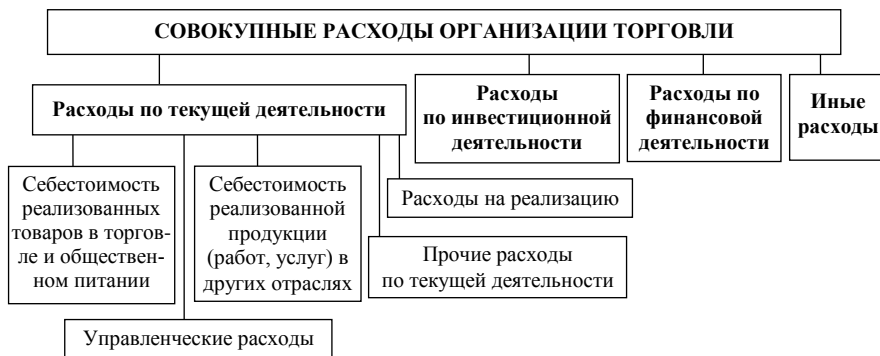 СОВОКУПНЫЕ РАСХОДЫ ОРГАНИЗАЦИИ ТОРГОВЛИ
Расходы по текущей деятельности
Расходы
по инвестиционной
деятельности
Расходы по
финансовой
деятельности
Иные
расходы
Себестоимость
реализованных
товаров в торгов-
ле и обществен-
ном питании
Себестоимость
реализованной
продукции
(работ, услуг) в
других отраслях
Расходы на реализацию
Прочие расходы
по текущей деятельности
Управленческие расходы